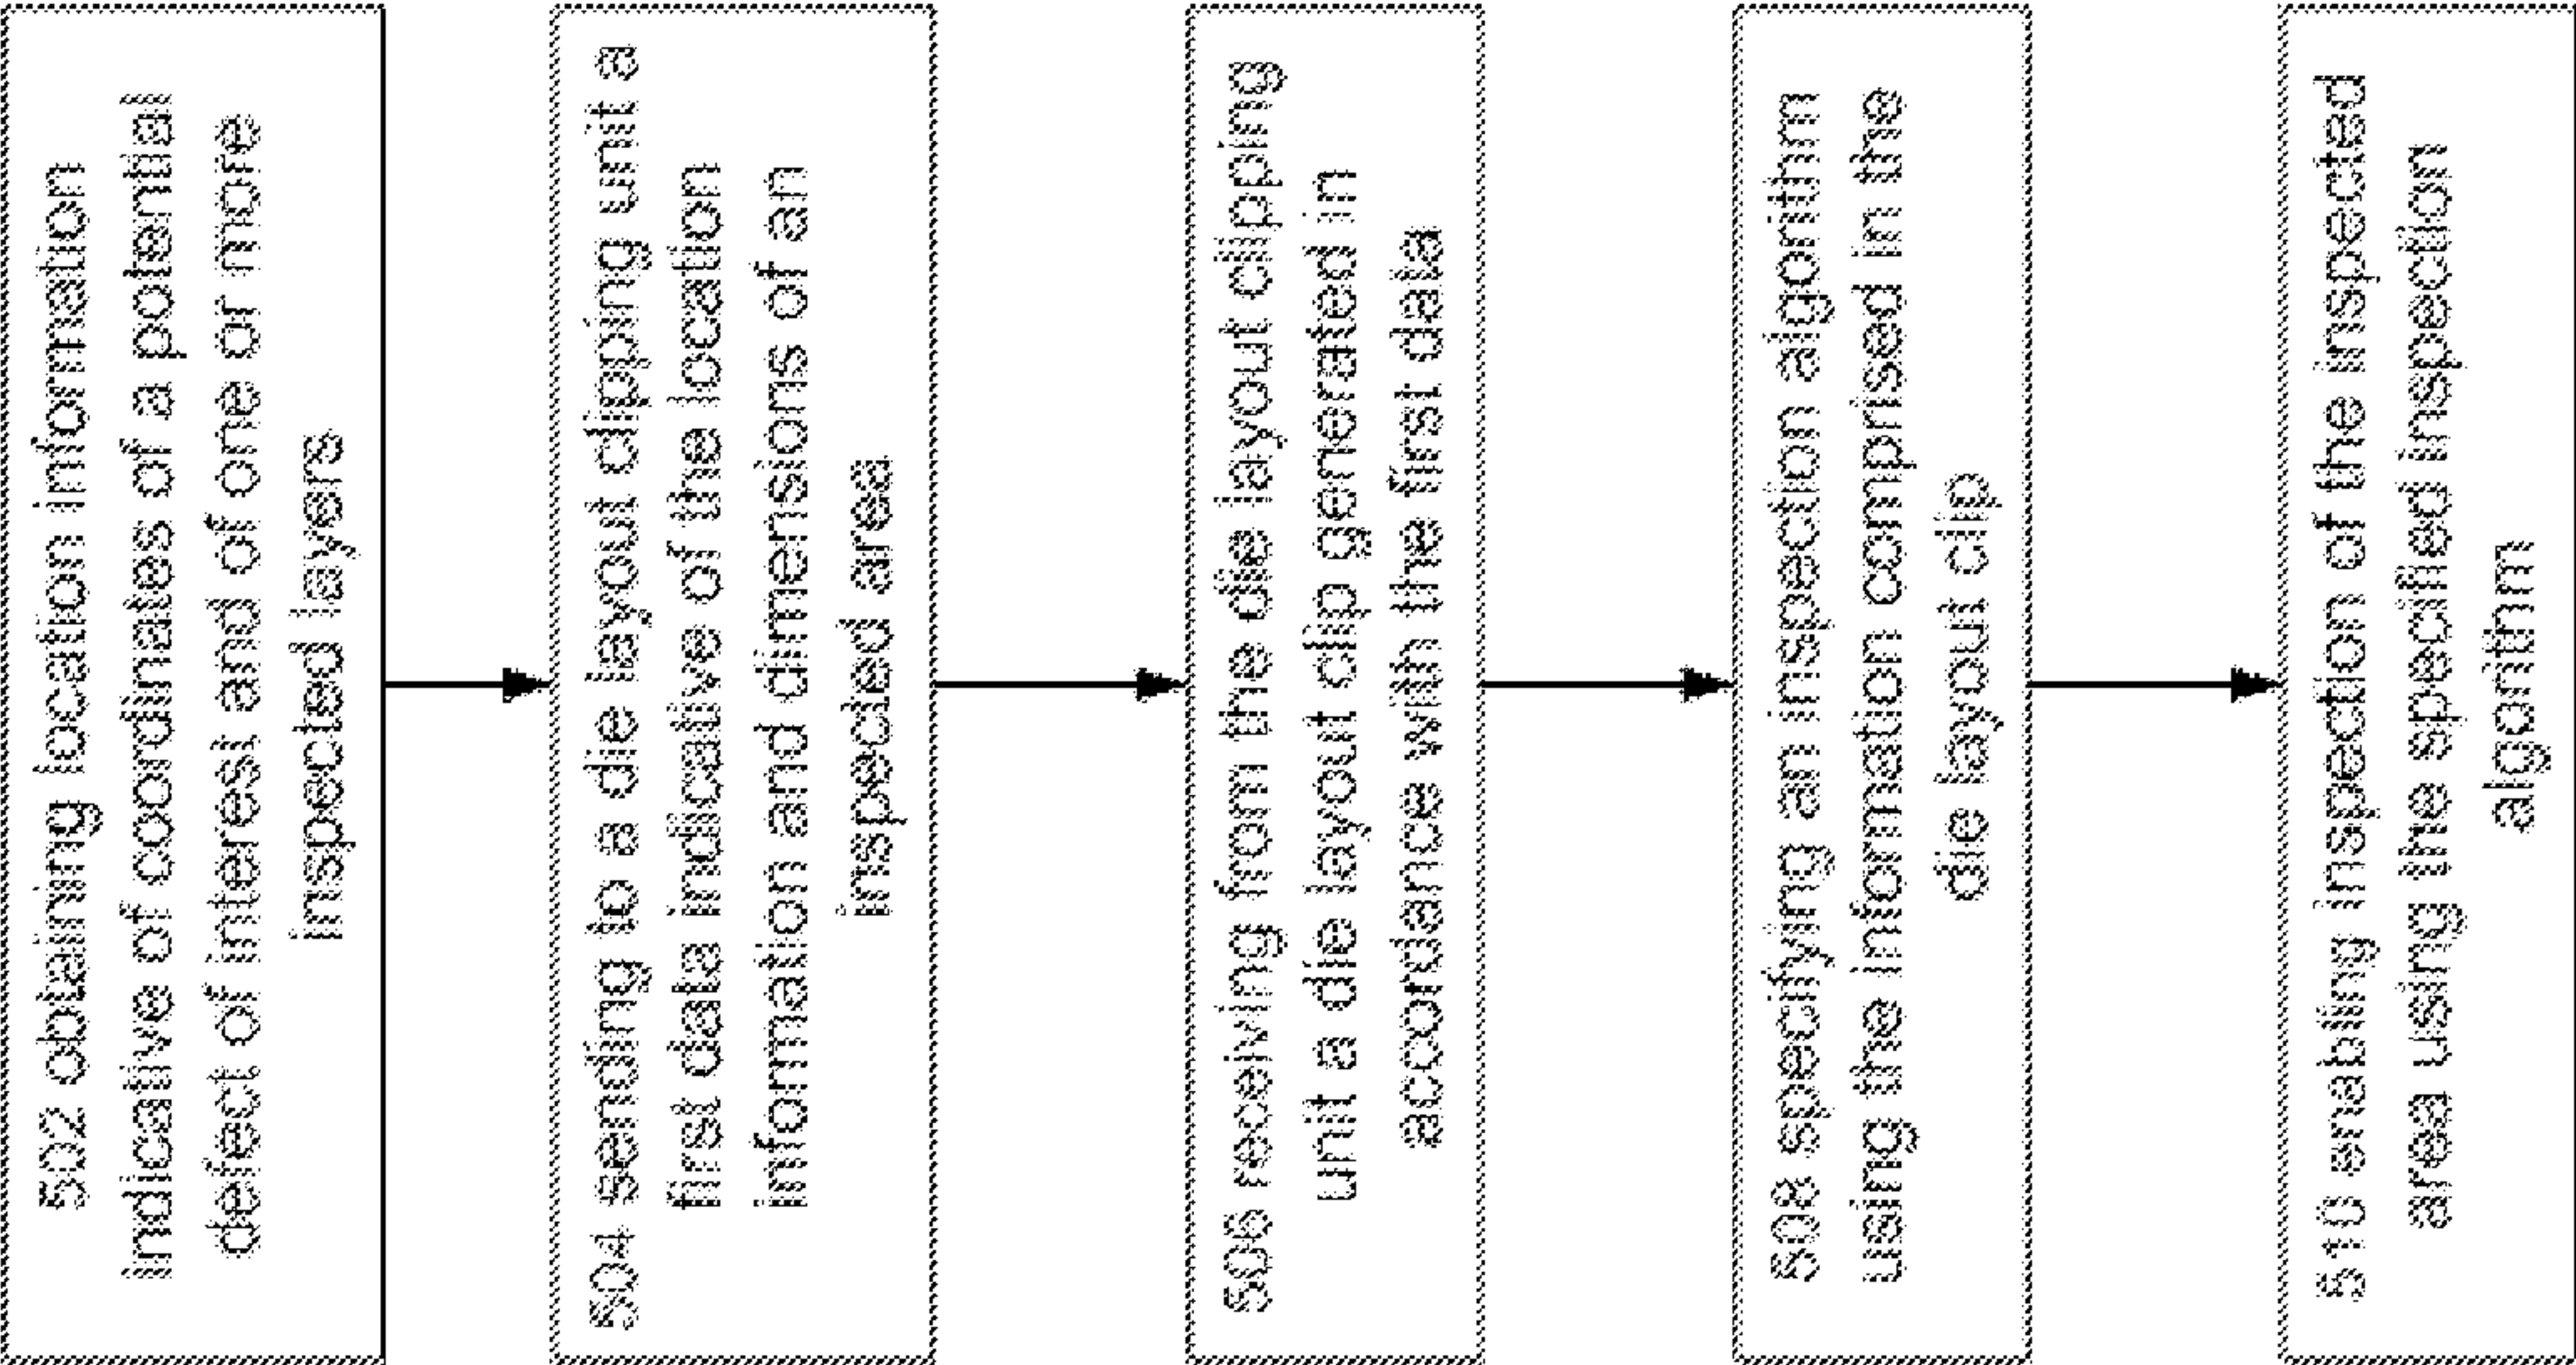 502 obtaining location information
indicative of coordinates of a potential
defect of interest and of one or more
inspected layers
504 sending to a die layout clipping unit a
first data indicative of the location
information and dimensions of an
inspected area
506 receiving from the die layout clipping
unit a die layout clip generated in
accordance with the first data
508 specifying an inspection algorithm
using the information comprised in the
die layout clip
510 enabling inspection of the inspected
area using the specified inspection
algorithm